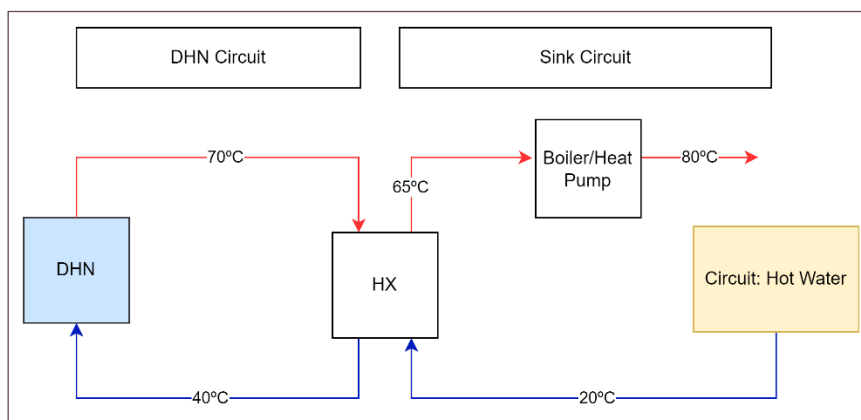 DHN Circuit
Sink Circuit
70ºC
65ºC
Boiler/Heat
Pump
80ºC
DHN
HX
Circuit: Hot Water
40ºC
20ºC